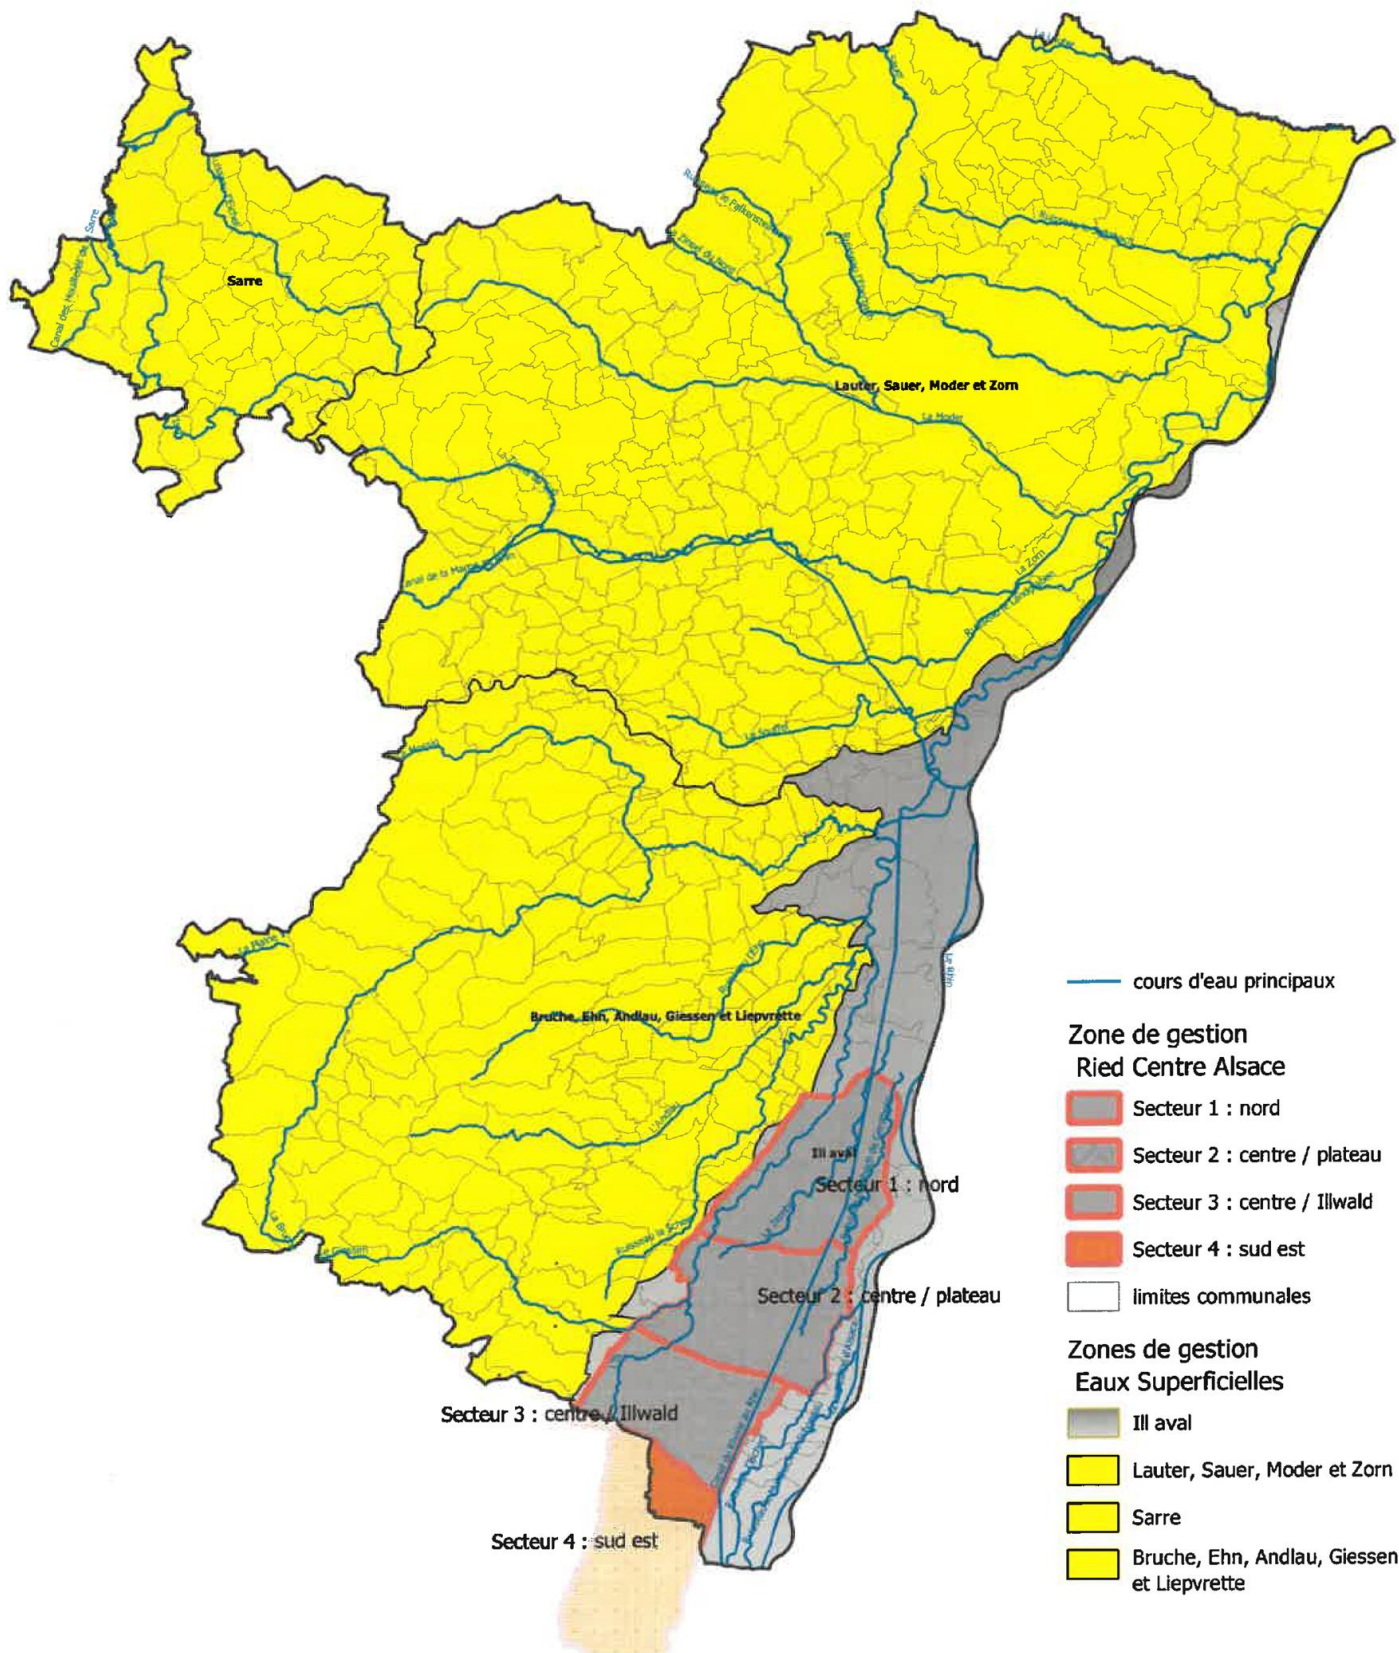 La Lauter
Sarre
Lauter, Sauer, Moder et Zorn
La Moder
La Zorn
La Souffel
Le Rhin
Bruche, Ehn, Andlau, Giessen et Liepvrette
L'Andlau
Ill aval
Secteur 1 : nord
Le Giessen
Secteur 2 : centre / plateau
Secteur 3 : centre / Illwald
Secteur 4 : sud est
cours d'eau principaux
Zone de gestion
Ried Centre Alsace
Secteur 1 : nord
Secteur 2 : centre / plateau
Secteur 3 : centre / Illwald
Secteur 4 : sud est
limites communales
Zones de gestion
Eaux Superficielles
Ill aval
Lauter, Sauer, Moder et Zorn
Sarre
Bruche, Ehn, Andlau, Giessen
et Liepvrette